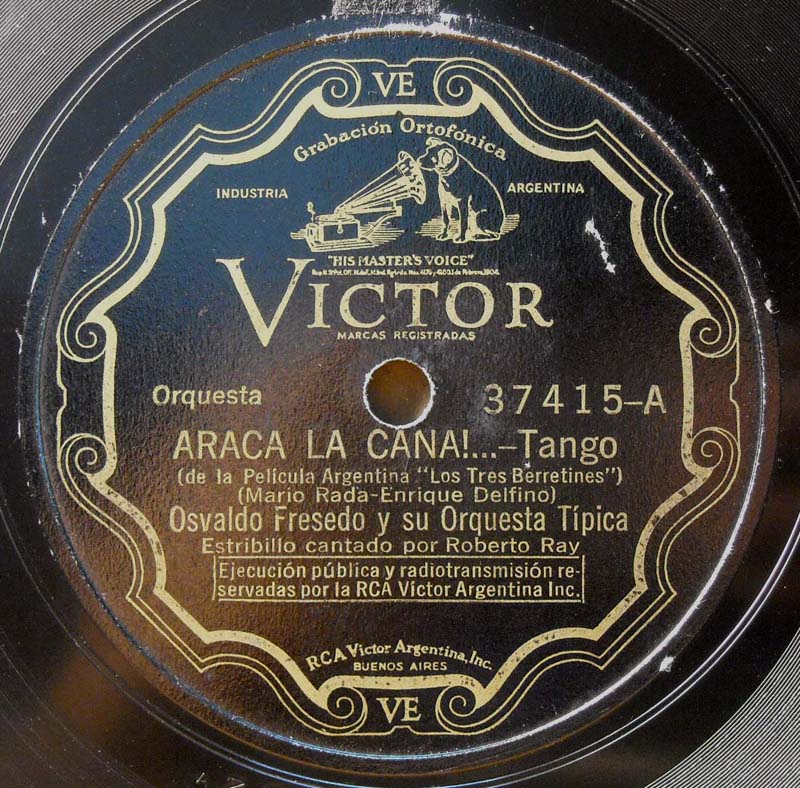 VE
Grabación Ortofónica
INDUSTRIA ARGENTINA
"HIS MASTER'S VOICE"
VICTOR
MARCAS REGISTRADAS
Orquesta 37415-A
ARACA LA CANA!...-Tango
(de la Película Argentina "Los Tres Berretines")
(Mario Rada-Enrique Delfino)
Osvaldo Fresedo y su Orquesta Típica
Estribillo cantado por Roberto Ray
Ejecución pública y radiotransmisión re-
servadas por la RCA Victor Argentina Inc.
RCA Victor Argentina, Inc.
BUENOS AIRES
VE